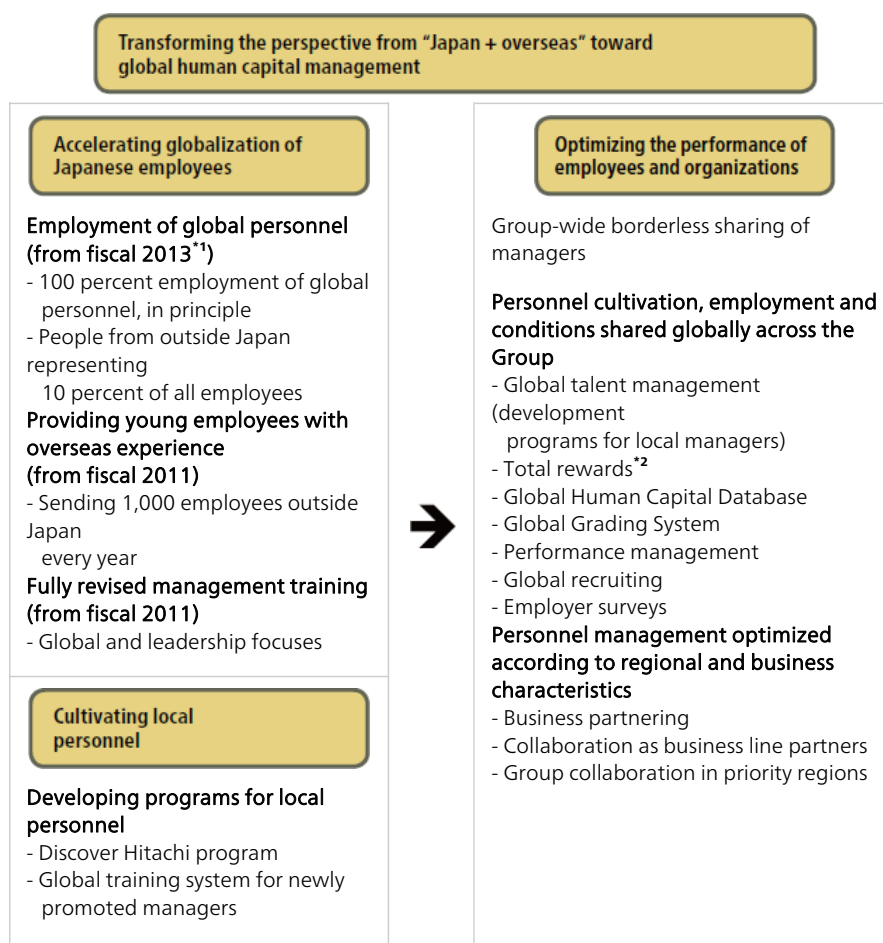 Transforming the perspective from "Japan + overseas" toward
global human capital management
Accelerating globalization of
Japanese employees
Employment of global personnel
(from fiscal 2013*1)
- 100 percent employment of global
personnel, in principle
- People from outside Japan
representing
10 percent of all employees
Providing young employees with
overseas experience
(from fiscal 2011)
- Sending 1,000 employees outside
Japan
every year
Fully revised management training
(from fiscal 2011)
- Global and leadership focuses
Cultivating local
personnel
Developing programs for local
personnel
- Discover Hitachi program
- Global training system for newly
promoted managers
Optimizing the performance of
employees and organizations
Group-wide borderless sharing of
managers
Personnel cultivation, employment and
conditions shared globally across the
Group
- Global talent management
(development
programs for local managers)
- Total rewards*2
- Global Human Capital Database
- Global Grading System
- Performance management
- Global recruiting
- Employer surveys
Personnel management optimized
according to regional and business
characteristics
- Business partnering
- Collaboration as business line partners
- Group collaboration in priority regions